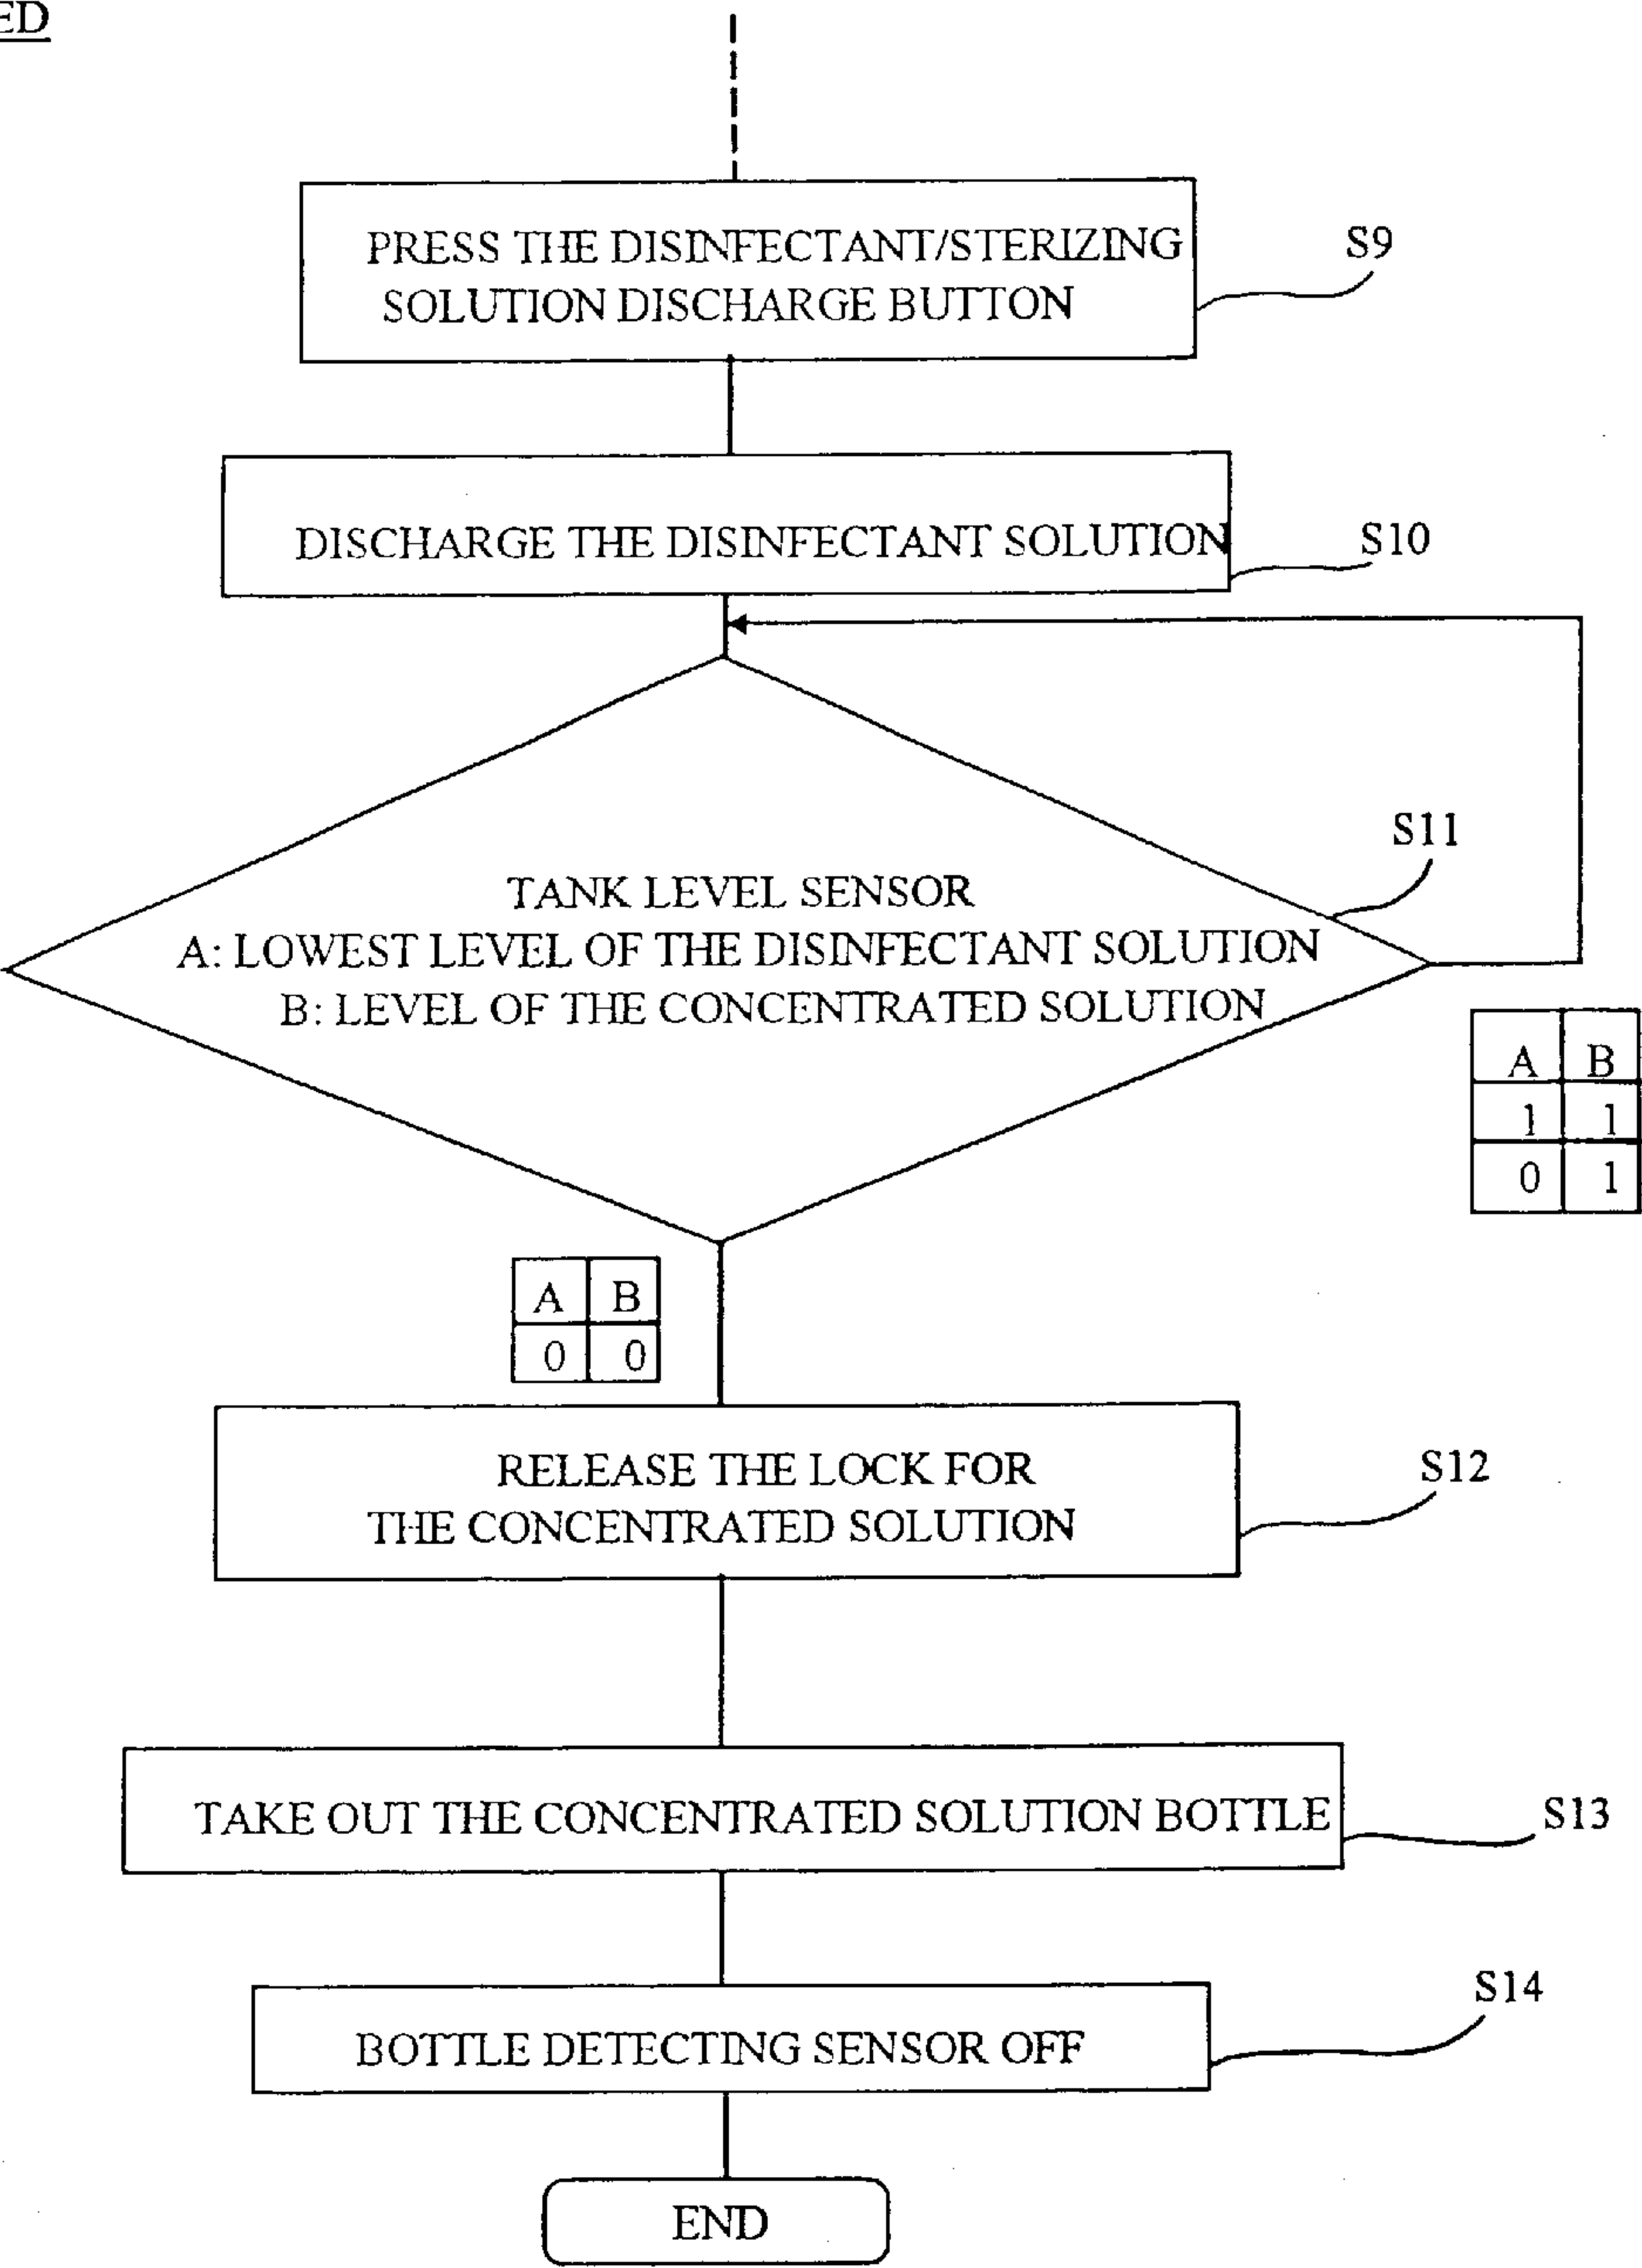 PRESS THE DISINFECTANT/STERIZING
SOLUTION DISCHARGE BUTTON
S9
DISCHARGE THE DISINFECTANT SOLUTION
S10
S11
TANK LEVEL SENSOR
A: LOWEST LEVEL OF THE DISINFECTANT SOLUTION
B: LEVEL OF THE CONCENTRATED SOLUTION
A B
1 1
0 1
A B
0 0
RELEASE THE LOCK FOR
THE CONCENTRATED SOLUTION
S12
TAKE OUT THE CONCENTRATED SOLUTION BOTTLE
S13
BOTTLE DETECTING SENSOR OFF
S14
END